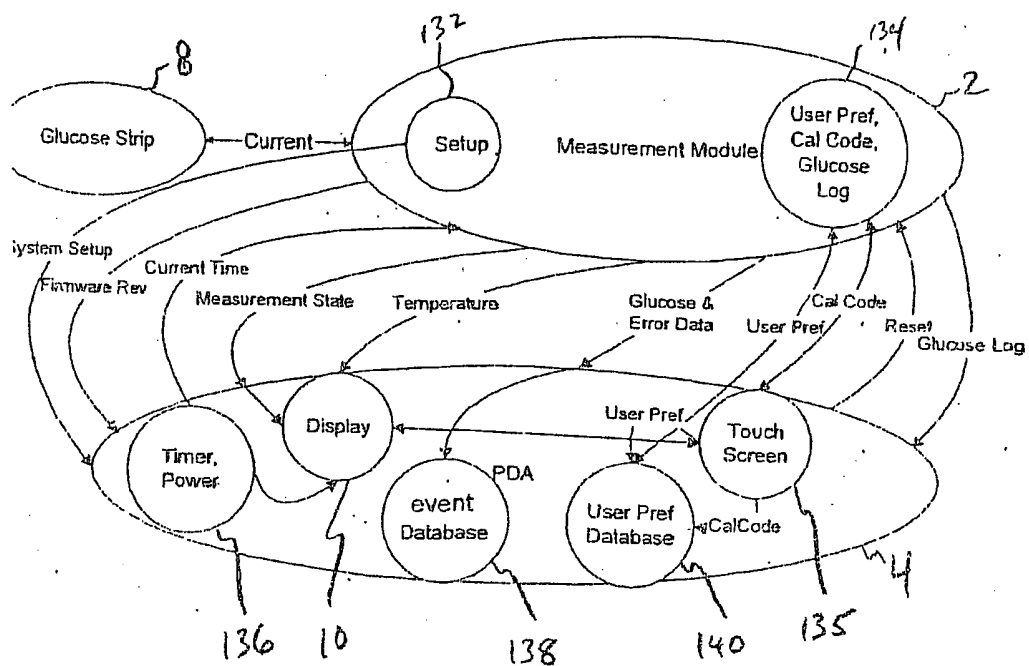 132
134
8
2
Glucose Strip
Current
Setup
Measurement Module
User Pref,
Cal Code,
Glucose
Log
System Setup
Firmware Rev
Current Time
Measurement State
Temperature
Glucose &
Error Data
User Pref
Cal Code
Reset
Glucose Log
Timer,
Power
Display
event
Database
PDA
User Pref
User Pref
Database
CalCode
Touch
Screen
4
136
10
138
140
135